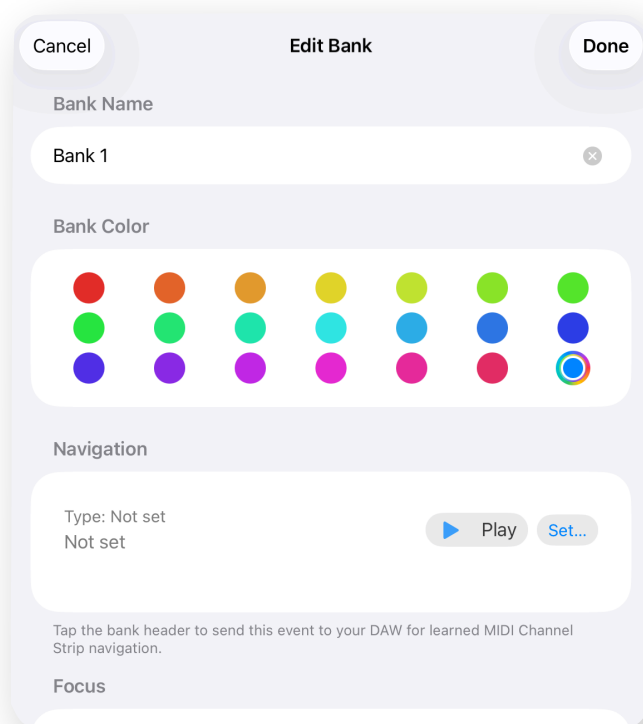 Cancel
Edit Bank
Done
Bank Name
Bank 1
Bank Color
Navigation
Type: Not set
Not set
Play
Set...
Tap the bank header to send this event to your DAW for learned MIDI Channel
Strip navigation.
Focus